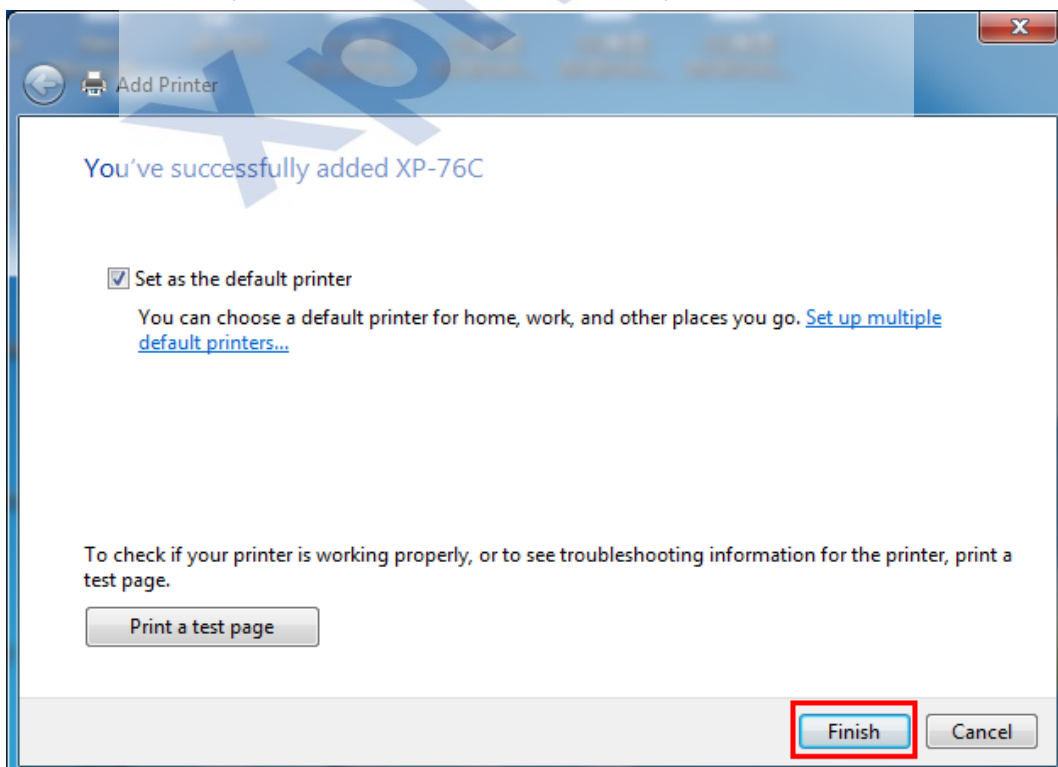 Add Printer
You've successfully added XP-76C
Set as the default printer
You can choose a default printer for home, work, and other places you go. Set up multiple
default printers...
To check if your printer is working properly, or to see troubleshooting information for the printer, print a
test page.
Print a test page
Finish
Cancel